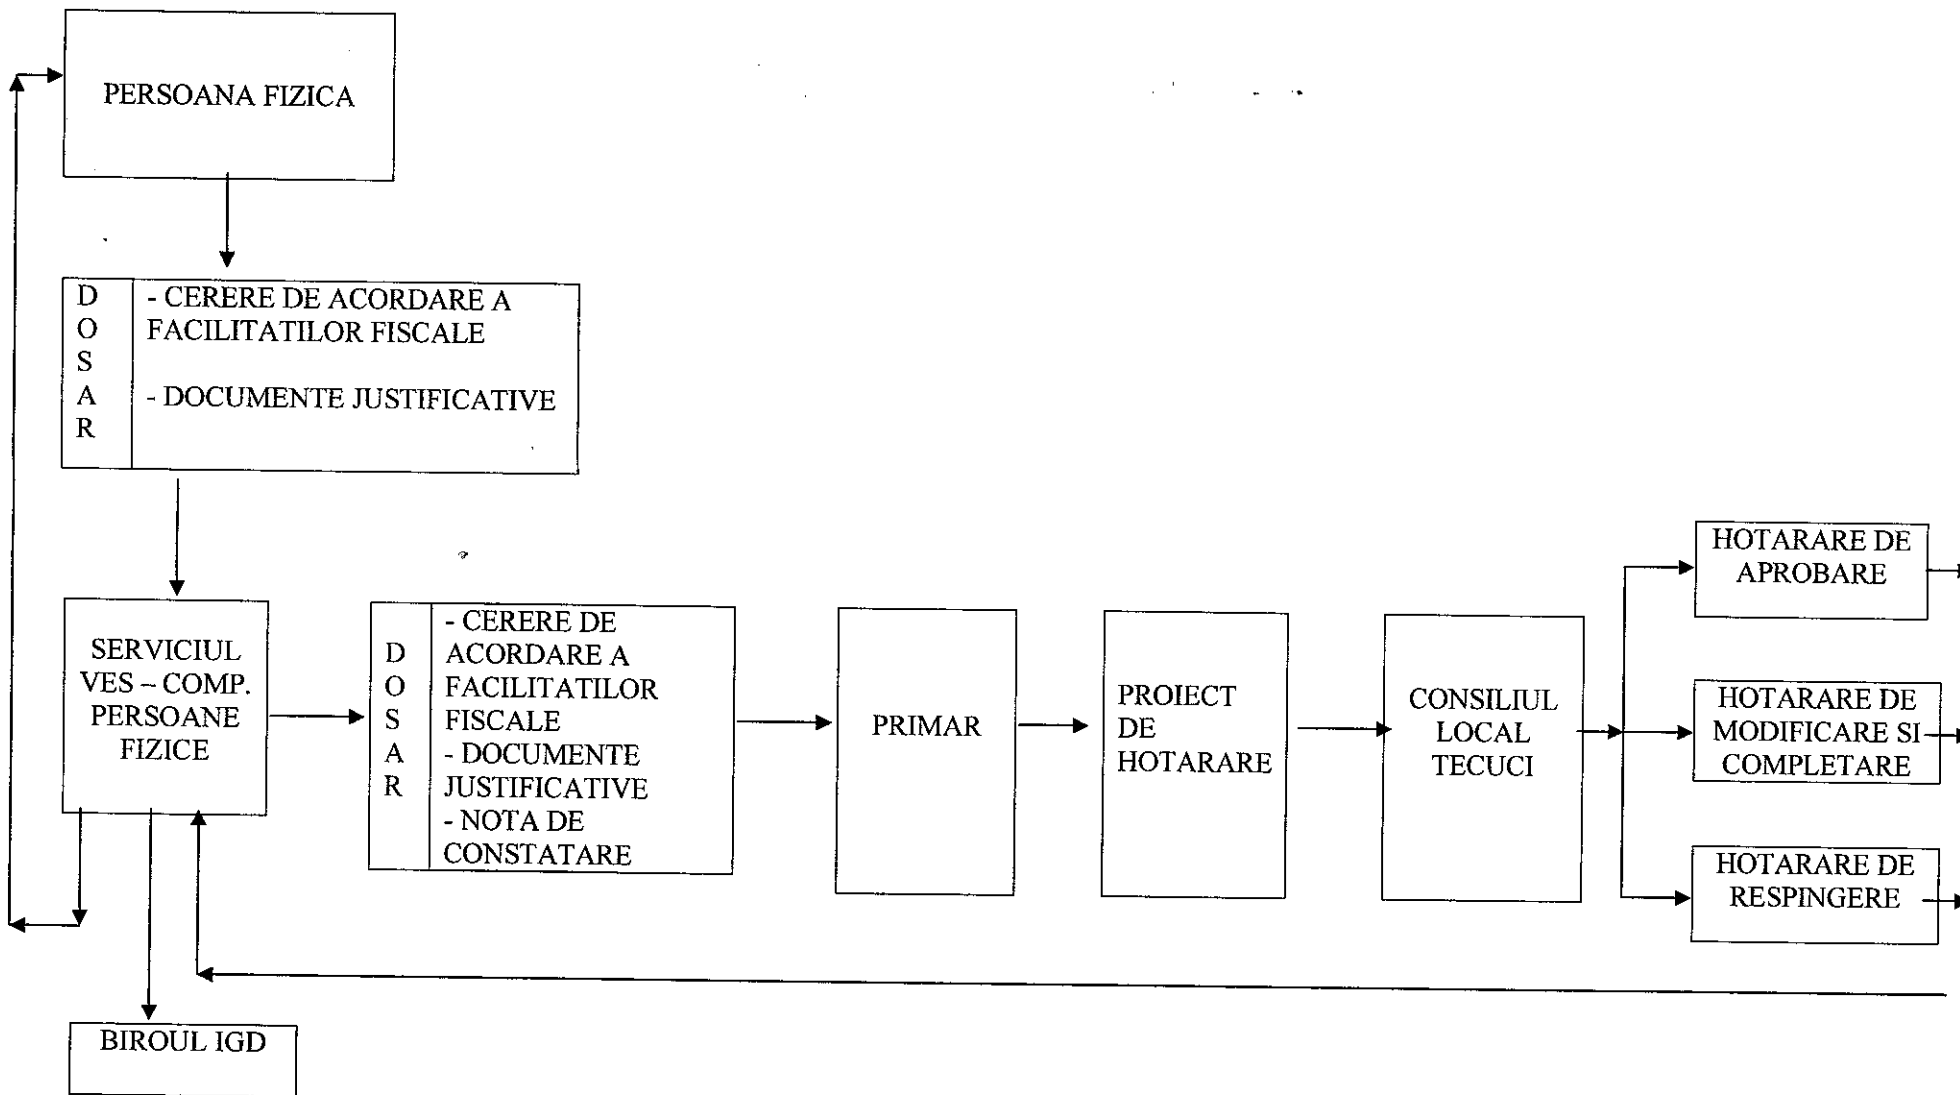 PERSOANA FIZICA
D
O
S
A
R
- CERERE DE ACORDARE A
FACILITATILOR FISCALE
- DOCUMENTE JUSTIFICATIVE
SERVICIUL
VES – COMP.
PERSOANE
FIZICE
D
O
S
A
R
- CERERE DE
ACORDARE A
FACILITATILOR
FISCALE
- DOCUMENTE
JUSTIFICATIVE
- NOTA DE
CONSTATARE
PRIMAR
PROIECT
DE
HOTARARE
CONSILIUL
LOCAL
TECUCI
HOTARARE DE
APROBARE
HOTARARE DE
MODIFICARE SI
COMPLETARE
HOTARARE DE
RESPINGERE
BIROUL IGD